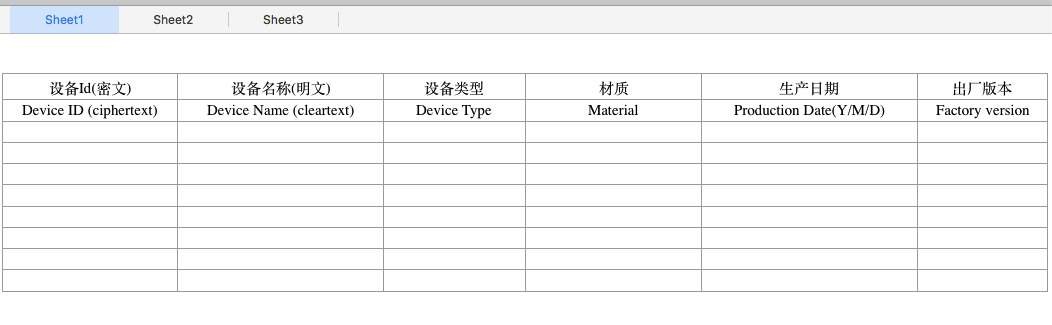 Sheet1 Sheet2 Sheet3
设备Id(密文) 设备名称(明文) 设备类型 材质 生产日期 出厂版本
Device ID (ciphertext) Device Name (cleartext) Device Type Material Production Date(Y/M/D) Factory version